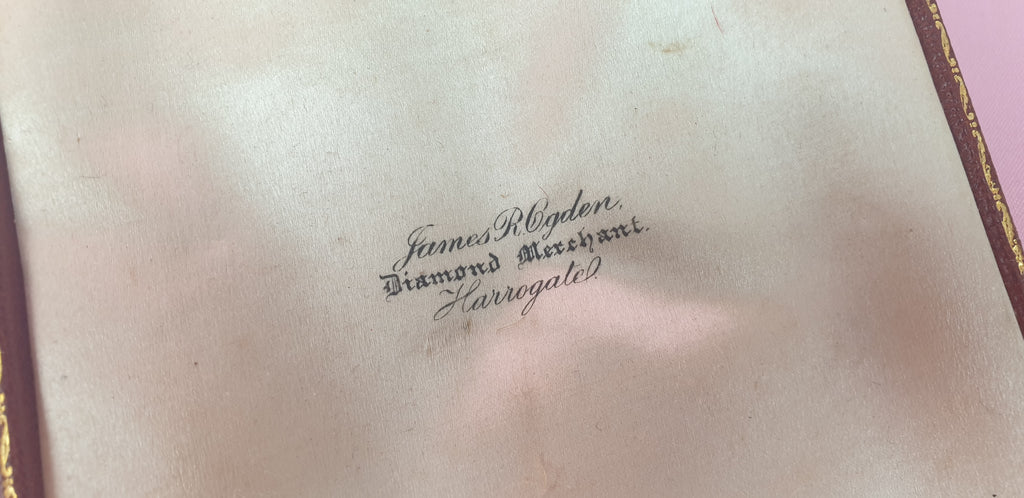 James R. Ogden,
Diamond Merchant.
Harrogate.